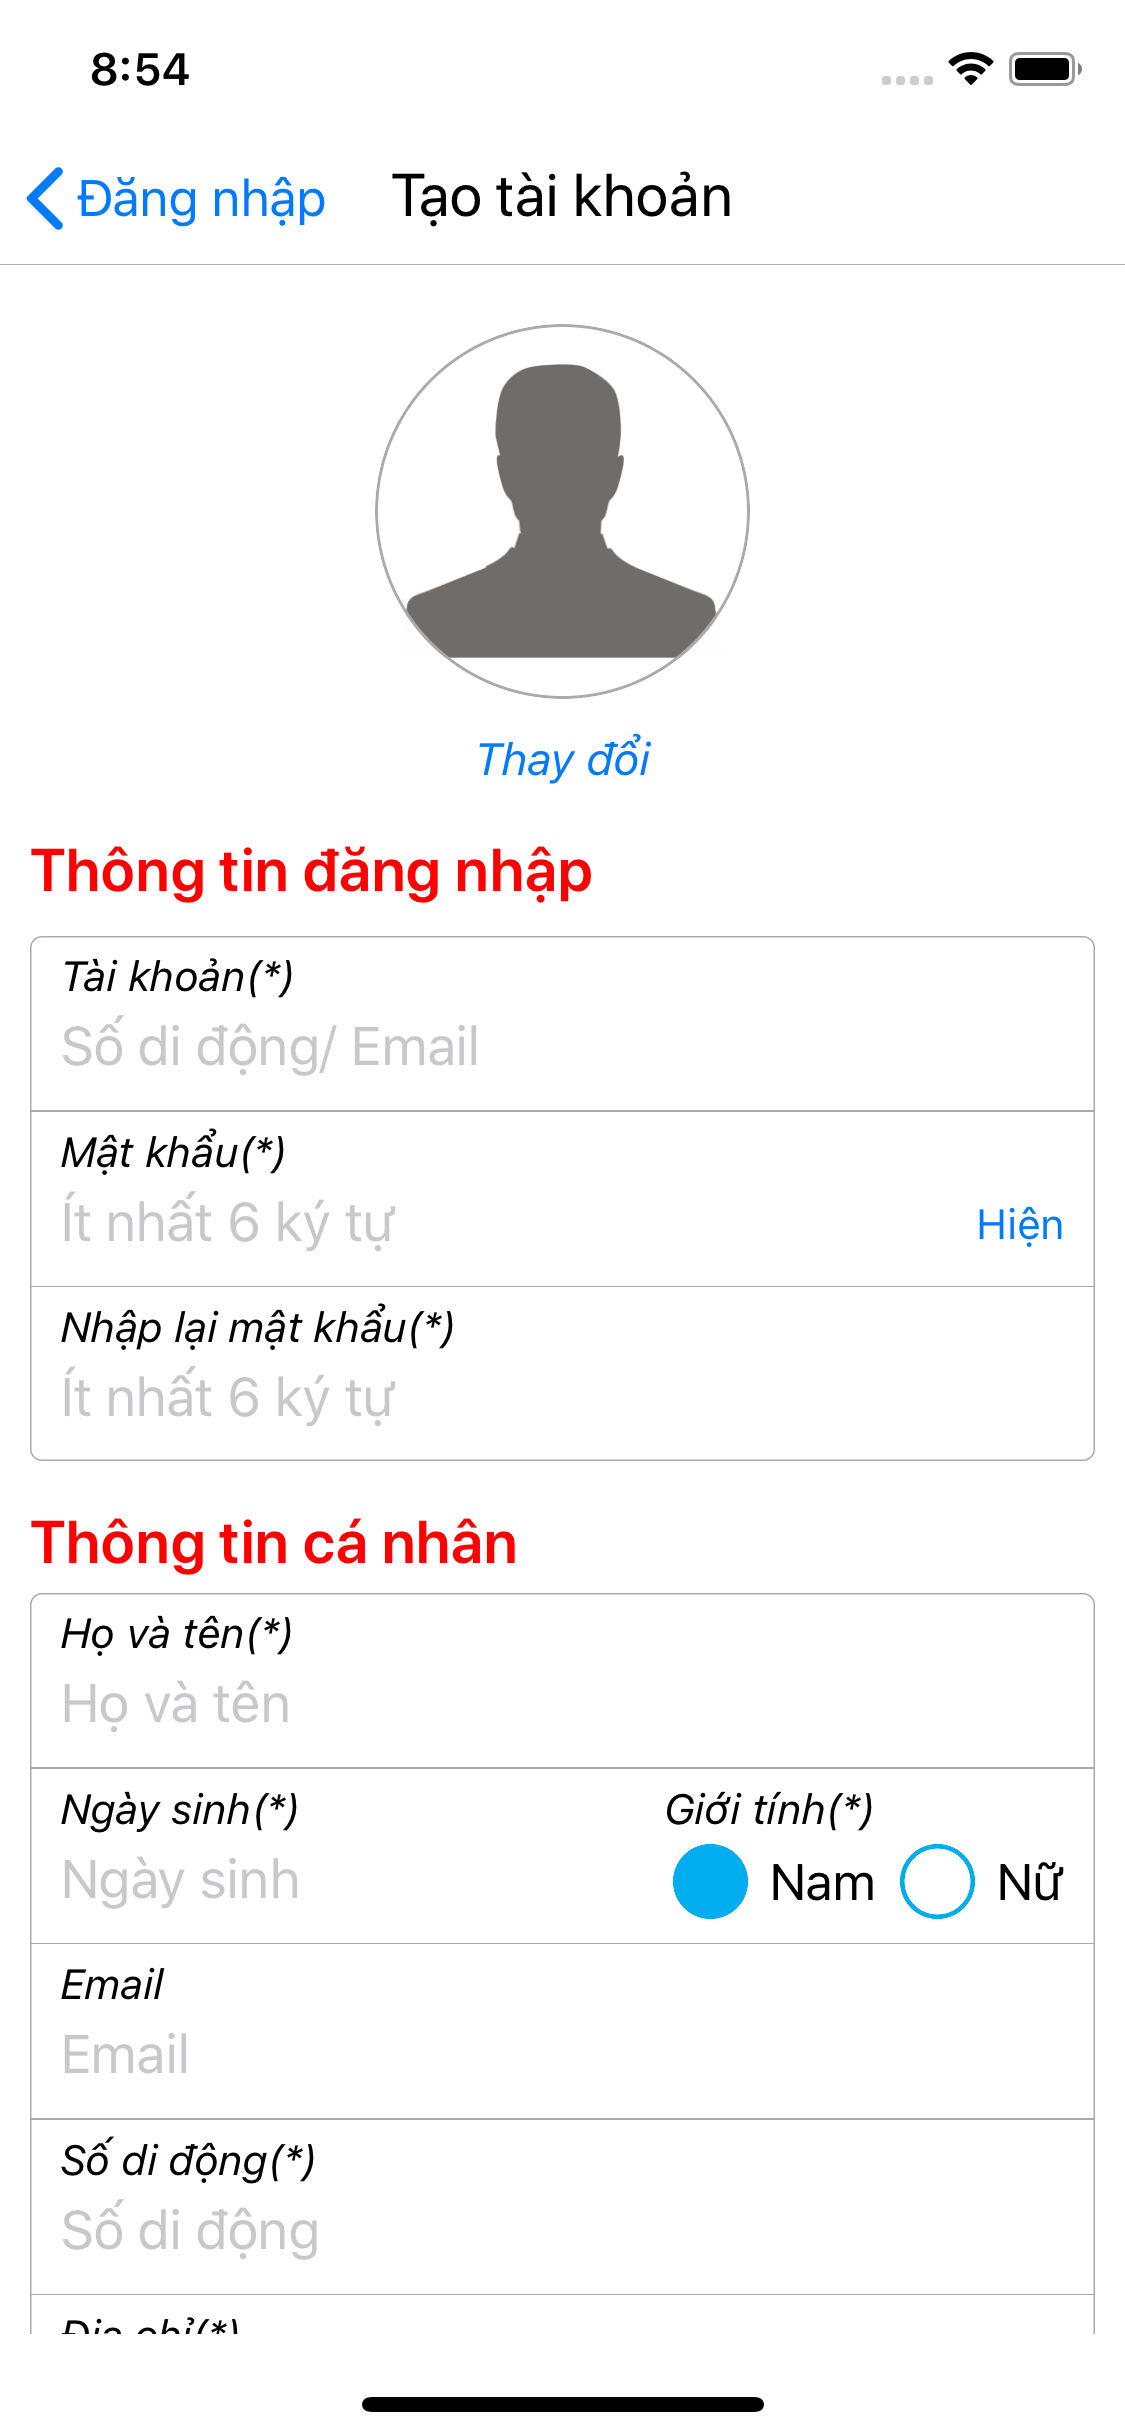 8:54
Đăng nhập Tạo tài khoản
Thay đổi
Thông tin đăng nhập
Tài khoản(*)
Số di động/ Email
Mật khẩu(*)
Ít nhất 6 ký tự Hiện
Nhập lại mật khẩu(*)
Ít nhất 6 ký tự
Thông tin cá nhân
Họ và tên(*)
Họ và tên
Ngày sinh(*) Giới tính(*)
Ngày sinh Nam Nữ
Email
Email
Số di động(*)
Số di động
Địa chỉ(*)